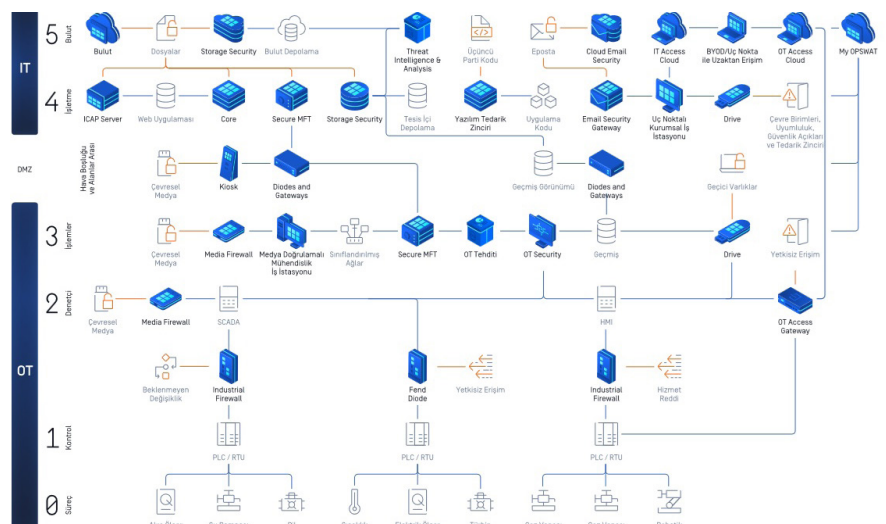 IT
5
Bulut
Bulut
Dosyalar
Storage Security
Bulut Depolama
Threat
Intelligence &
Analysis
Üçüncü
Parti Kodu
Eposta
Cloud Email
Security
IT Access
Cloud
BYOD/Uç Nokta
ile Uzaktan Erişim
OT Access
Cloud
My OPSWAT
4
İşletme
ICAP Server
Web Uygulaması
Core
Secure MFT
Storage Security
Tesis İçi
Depolama
Yazılım Tedarik
Zinciri
Uygulama
Kodu
Email Security
Gateway
Uç Noktalı
Kurumsal İş
İstasyonu
Drive
Çevre Birimleri,
Uyumluluk,
Güvenlik Açıkları
ve Tedarik Zinciri
DMZ
Hava Boşluğu
ve Alanlar Arası
Çevresel
Medya
Kiosk
Diodes and
Gateways
Geçmiş Görünümü
Diodes and
Gateways
Geçici Varlıklar
OT
3
İşlemler
Çevresel
Medya
Media Firewall
Medya Doğrulamalı
Mühendislik
İş İstasyonu
Sınıflandırılmış
Ağlar
Secure MFT
OT Tehditi
OT Security
Geçmiş
Drive
Yetkisiz Erişim
2
Denetçi
Çevresel
Medya
Media Firewall
SCADA
HMI
OT Access
Gateway
Beklenmeyen
Değişiklik
Industrial
Firewall
Fend
Diode
Yetkisiz Erişim
Industrial
Firewall
Hizmet
Reddi
1
Kontrol
PLC / RTU
PLC / RTU
PLC / RTU
0
Süreç